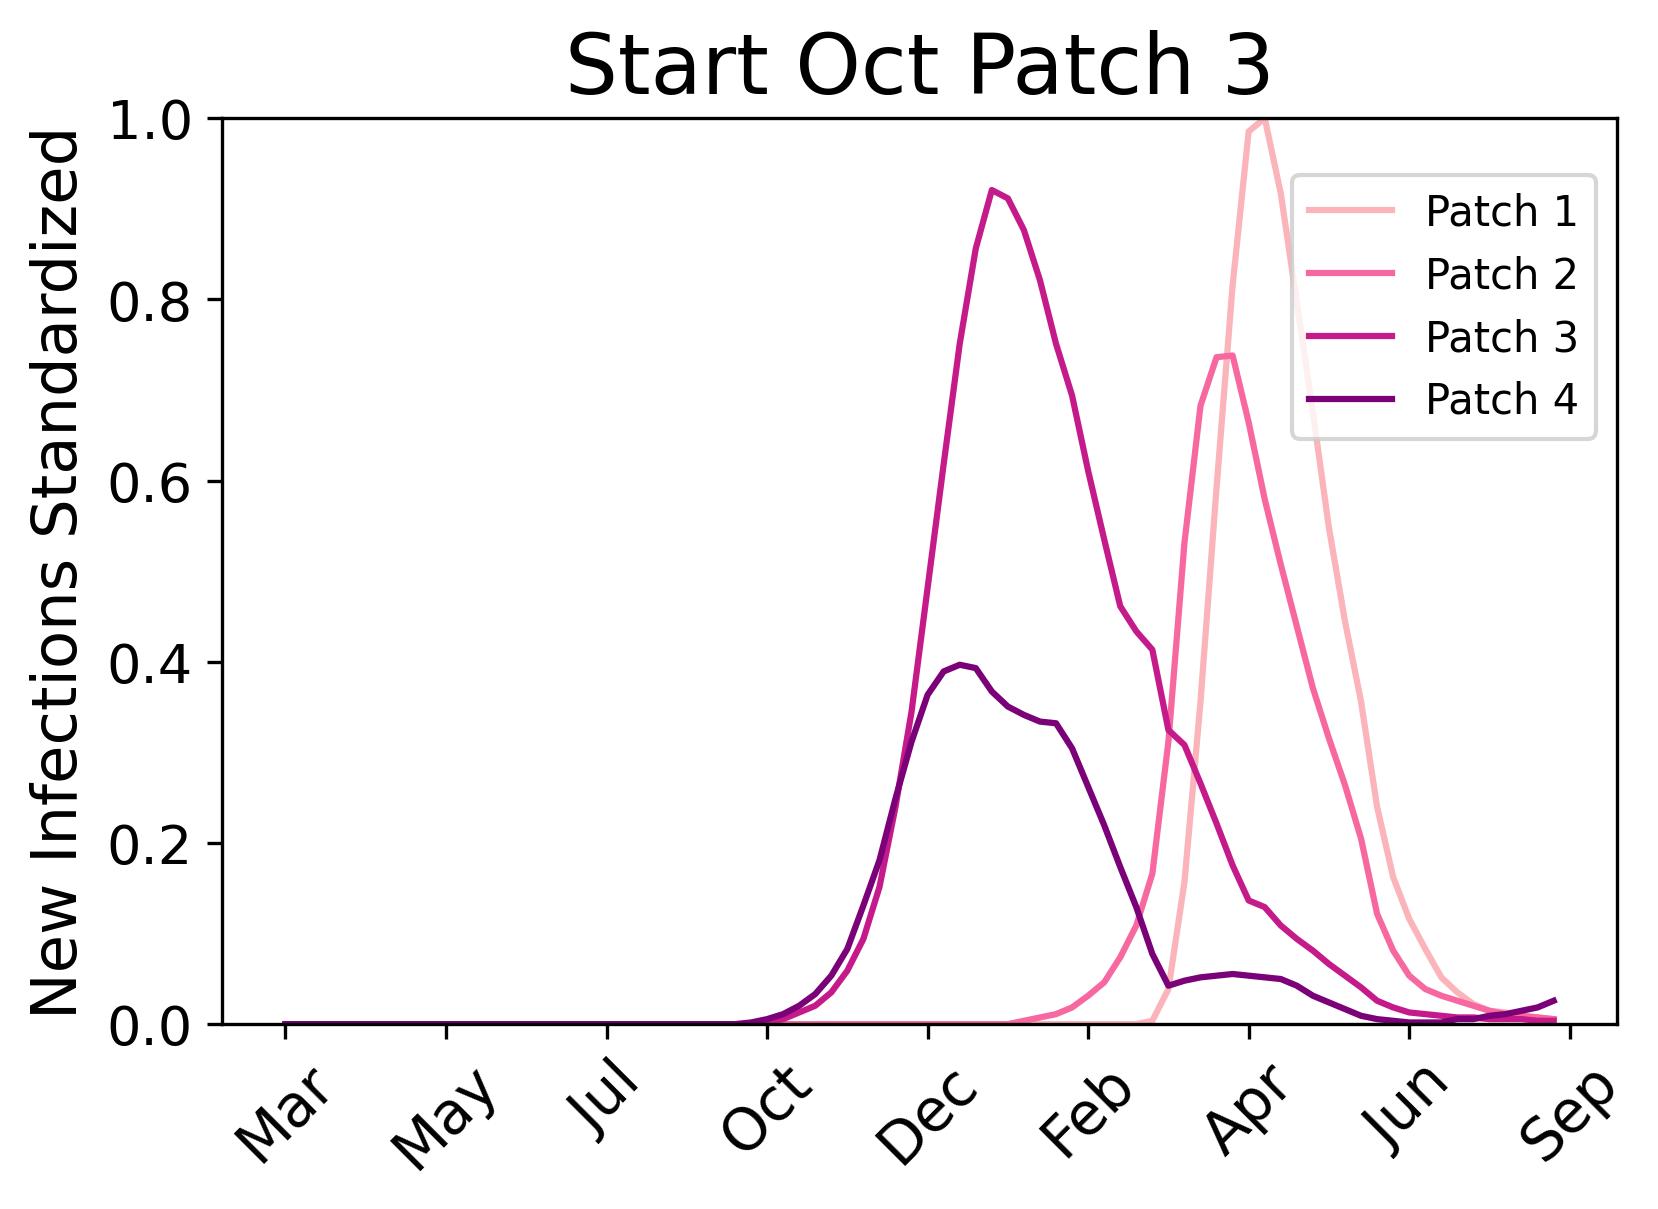 Start Oct Patch 3
New Infections Standardized
1.0
0.8
0.6
0.4
0.2
0.0
Patch 1
Patch 2
Patch 3
Patch 4
Mar May Jul Oct Dec Feb Apr Jun Sep